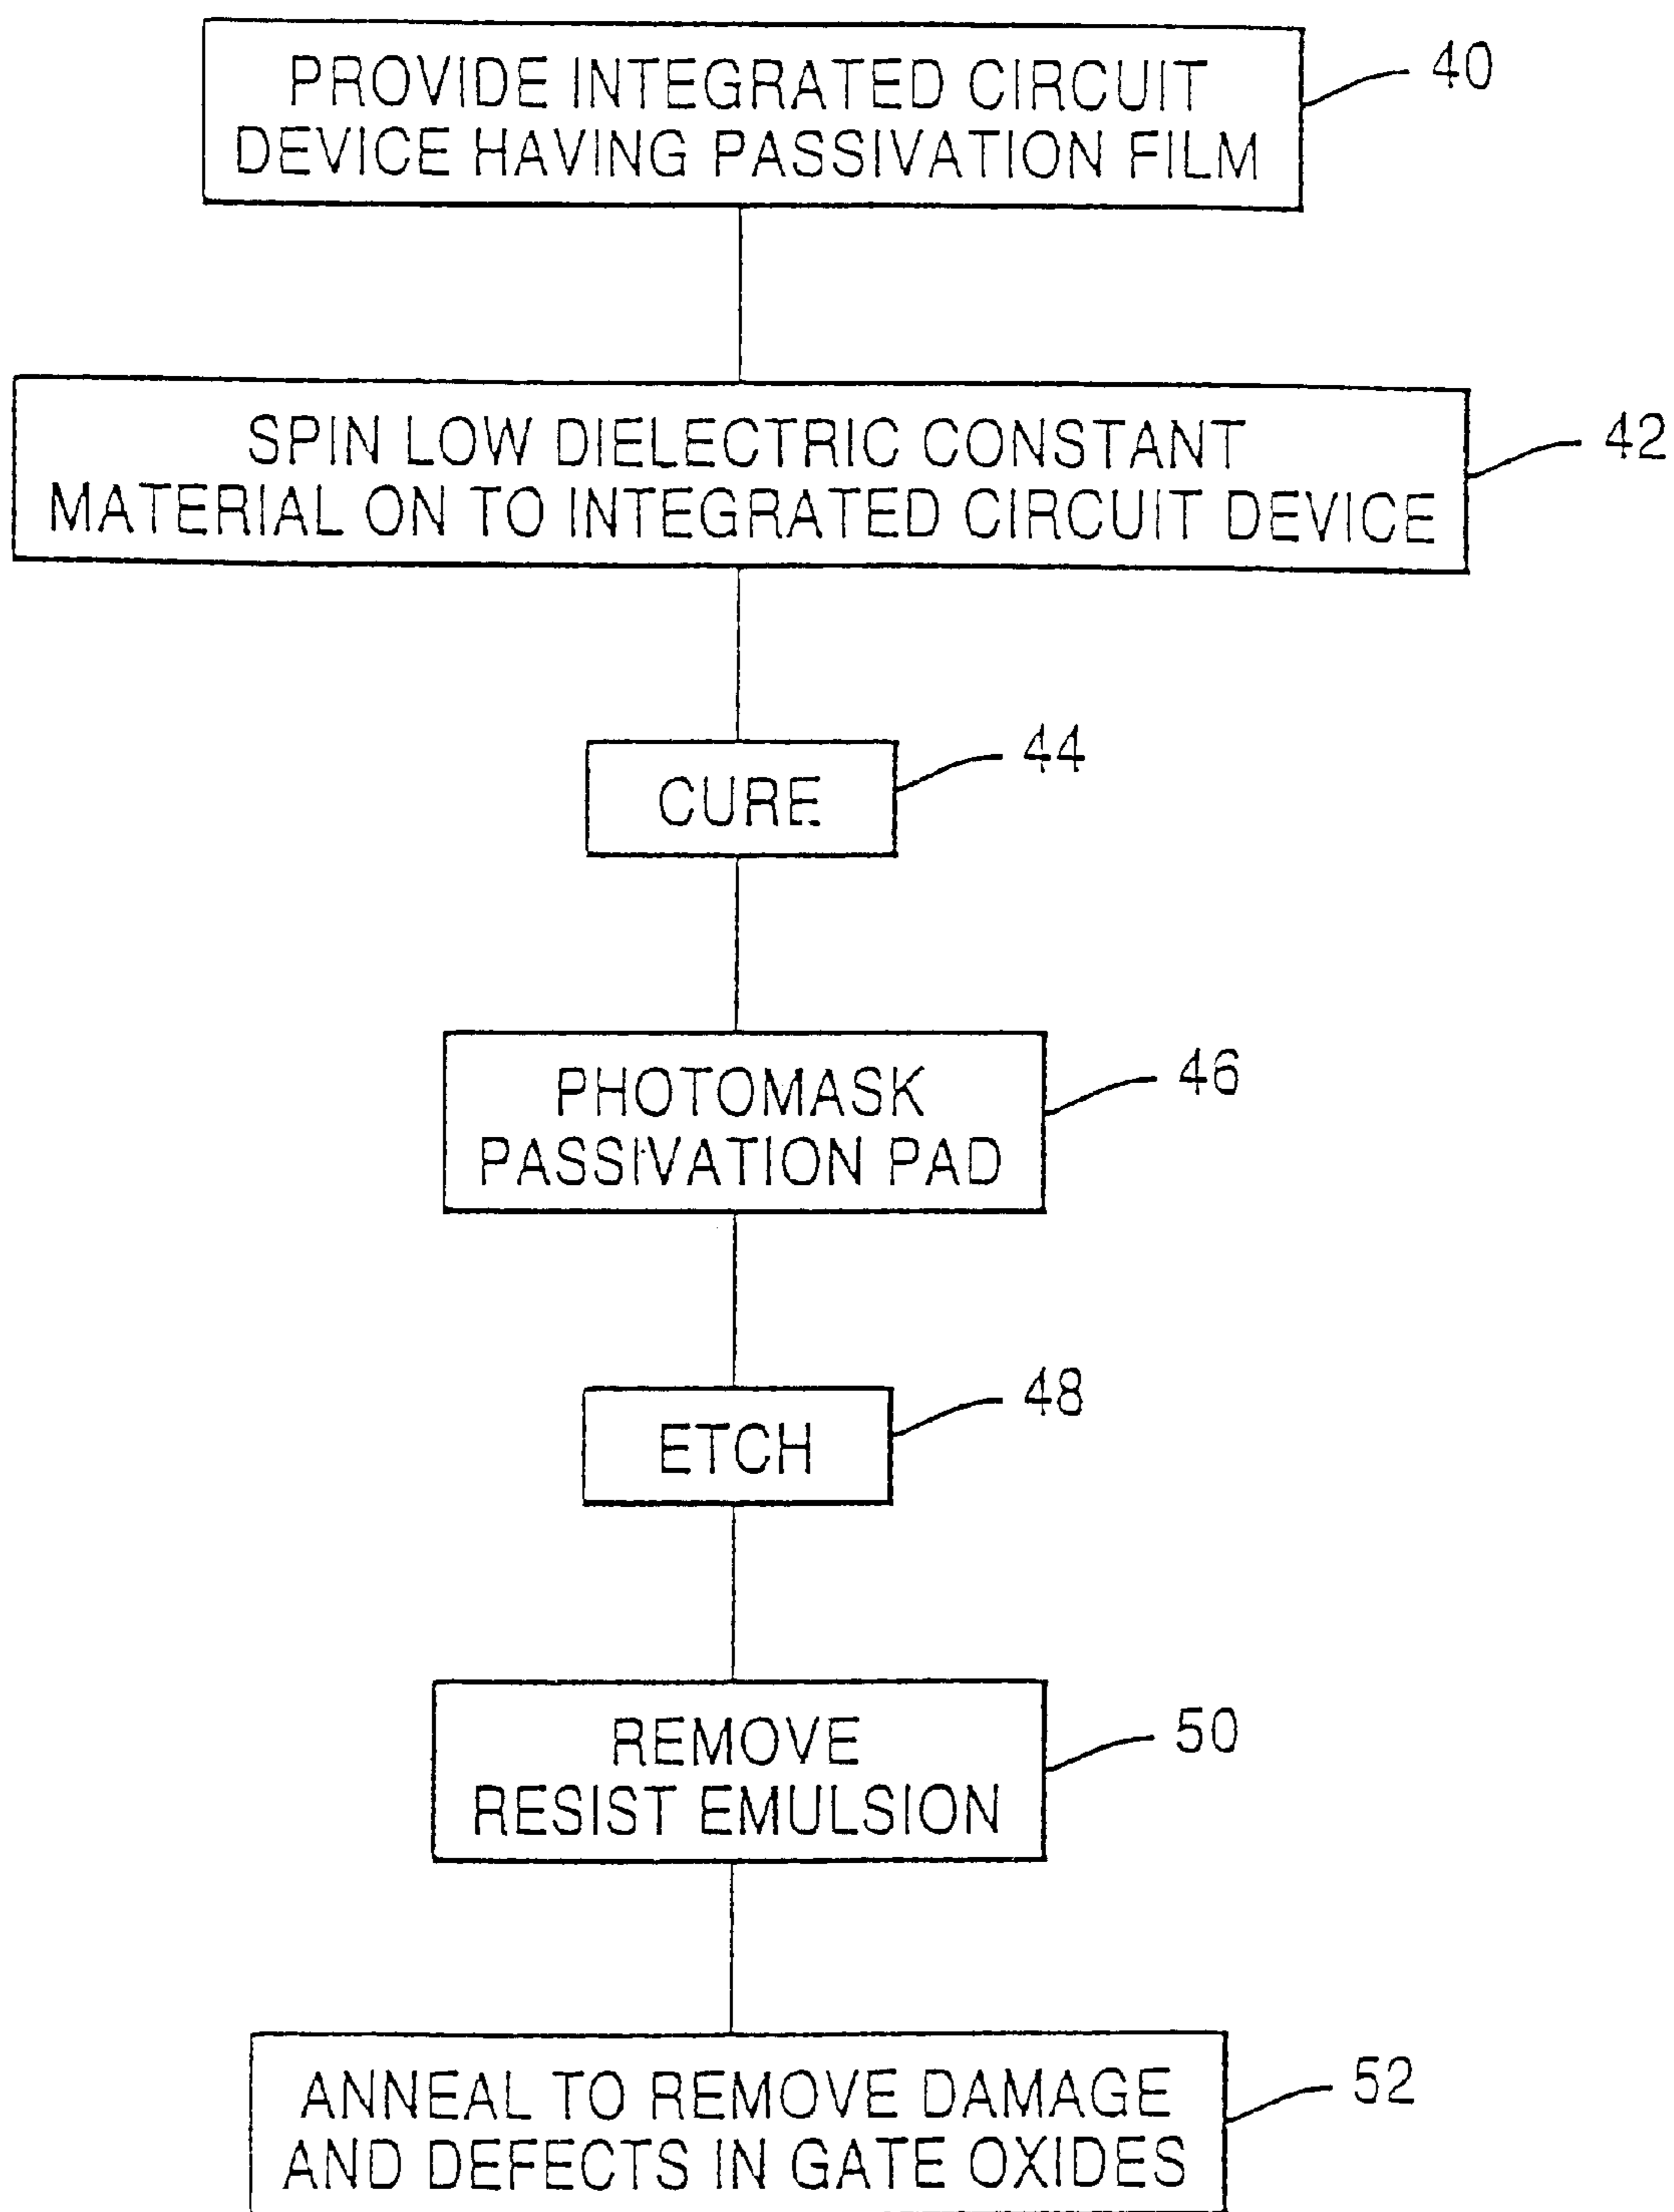 PROVIDE INTEGRATED CIRCUIT
DEVICE HAVING PASSIVATION FILM
40
SPIN LOW DIELECTRIC CONSTANT
MATERIAL ON TO INTEGRATED CIRCUIT DEVICE
42
CURE
44
PHOTOMASK
PASSIVATION PAD
46
ETCH
48
REMOVE
RESIST EMULSION
50
ANNEAL TO REMOVE DAMAGE
AND DEFECTS IN GATE OXIDES
52